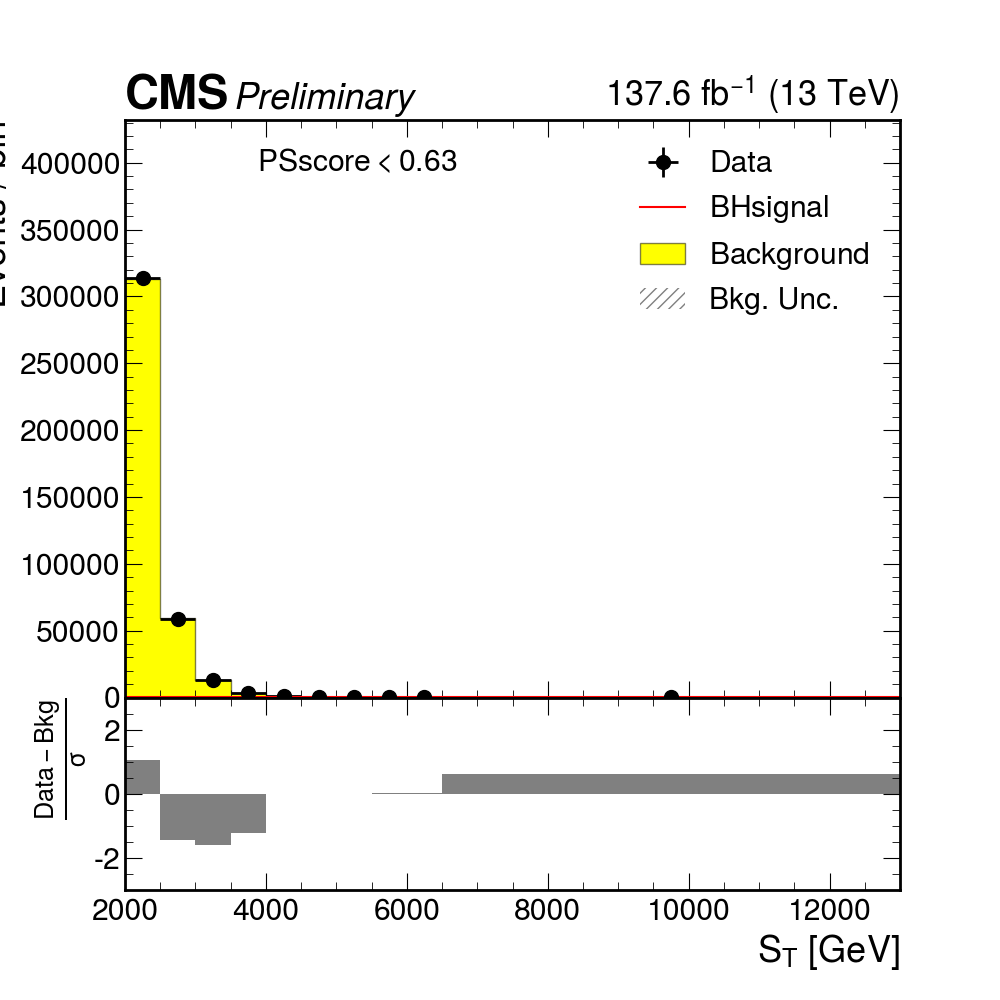 CMS Preliminary
137.6 fb⁻¹ (13 TeV)
PSscore < 0.63
Data
BHsignal
Background
Bkg. Unc.
400000
350000
300000
250000
200000
150000
100000
50000
0
Data − Bkg
σ
2
0
-2
2000 4000 6000 8000 10000 12000
S_T [GeV]